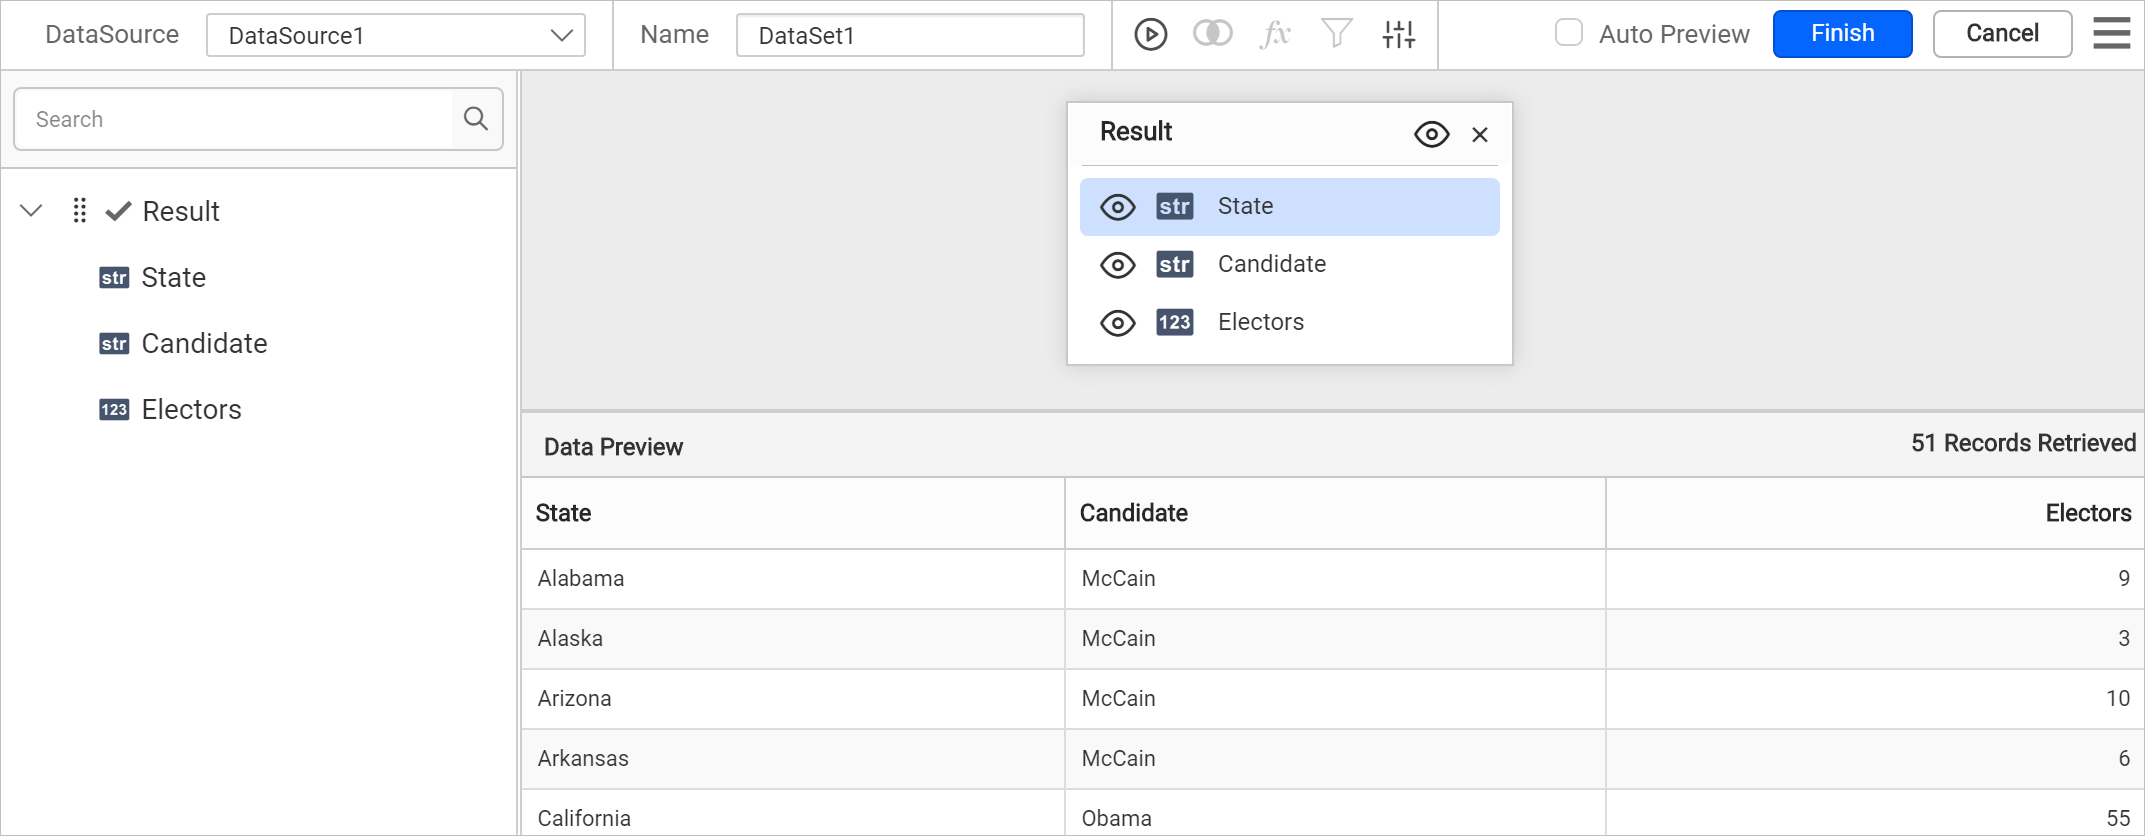 DataSource DataSource1 Name DataSet1 fx Auto Preview Finish Cancel
Search
Result
str State
str Candidate
123 Electors
Result
str State
str Candidate
123 Electors
Data Preview 51 Records Retrieved
State Candidate Electors
Alabama McCain 9
Alaska McCain 3
Arizona McCain 10
Arkansas McCain 6
California Obama 55